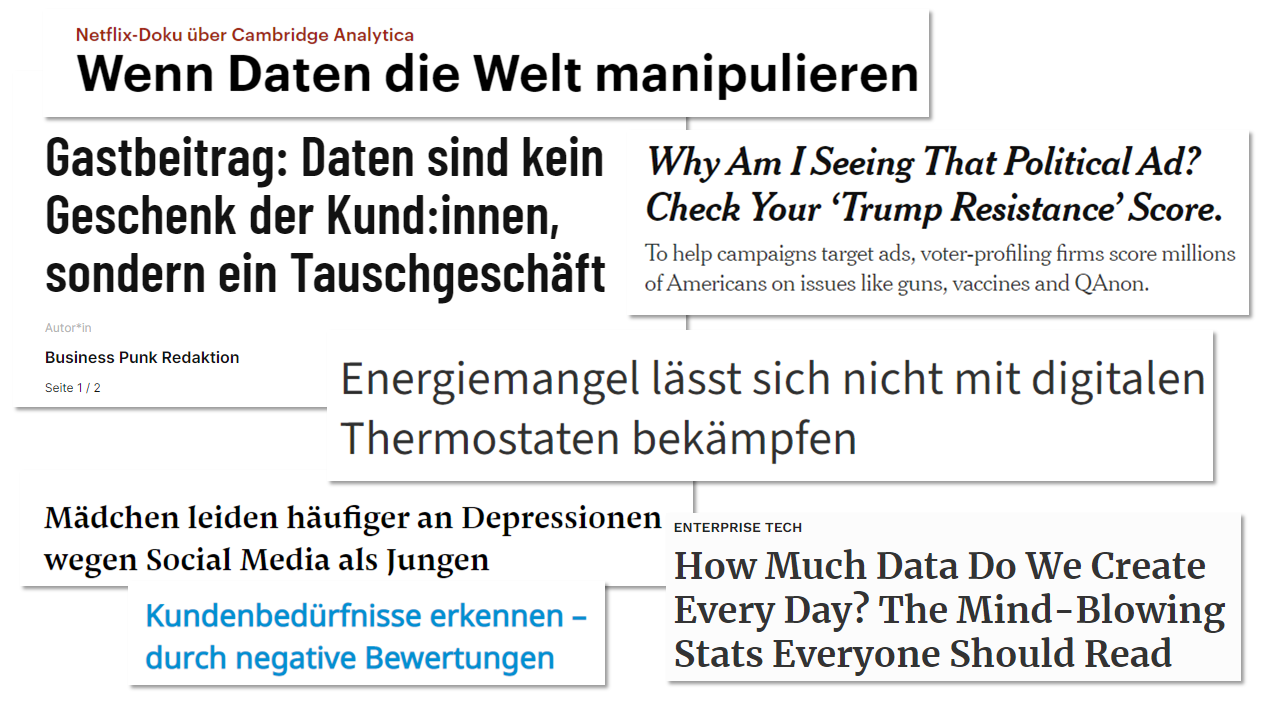 Netflix-Doku über Cambridge Analytica
Wenn Daten die Welt manipulieren
Gastbeitrag: Daten sind kein
Geschenk der Kund:innen,
sondern ein Tauschgeschäft
Autor*in
Business Punk Redaktion
Seite 1 / 2
Why Am I Seeing That Political Ad?
Check Your ‘Trump Resistance’ Score.
To help campaigns target ads, voter-profiling firms score millions
of Americans on issues like guns, vaccines and QAnon.
Energiemangel lässt sich nicht mit digitalen
Thermostaten bekämpfen
Mädchen leiden häufiger an Depressionen
wegen Social Media als Jungen
Kundenbedürfnisse erkennen –
durch negative Bewertungen
ENTERPRISE TECH
How Much Data Do We Create
Every Day? The Mind-Blowing
Stats Everyone Should Read